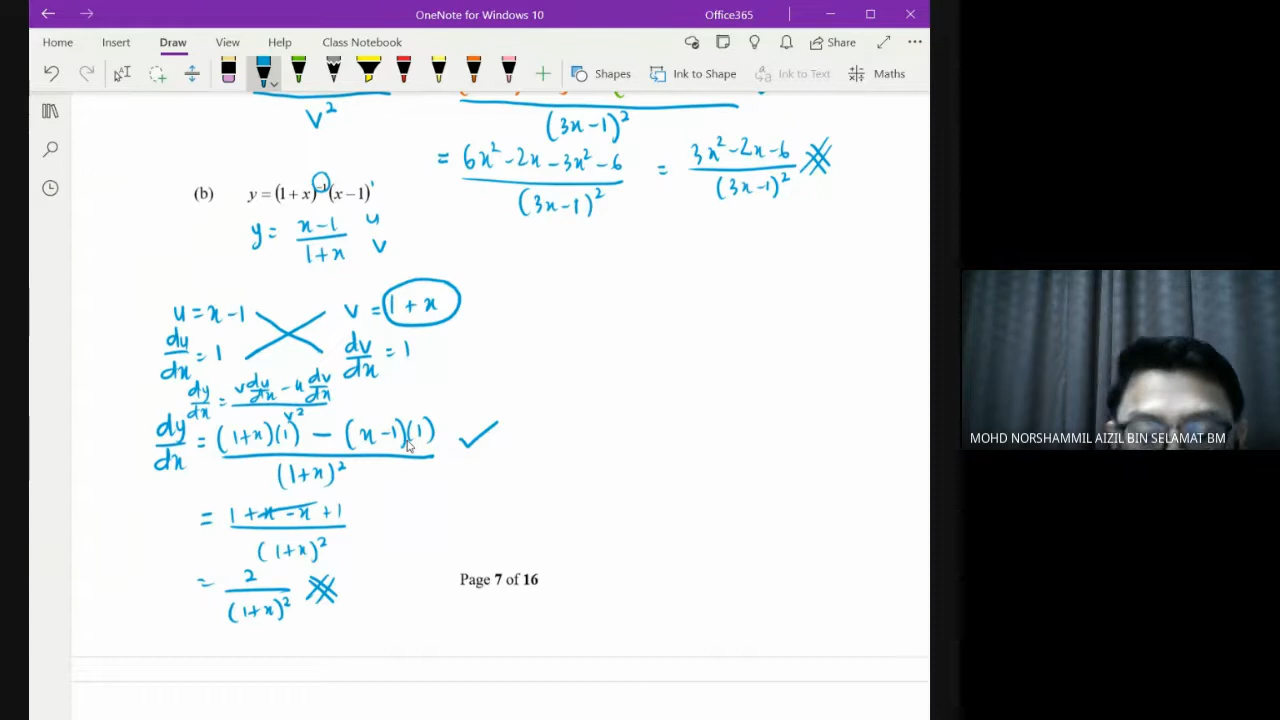 OneNote for Windows 10
Office365
Home Insert Draw View Help Class Notebook
Share
Shapes Ink to Shape Ink to Text Maths
v²
(3x-1)²
= 6x² - 2x - 3x² - 6 / (3x-1)² = 3x² - 2x - 6 / (3x-1)²
(b) y = (1 + x)⁻¹(x − 1)¹
y = x-1 / 1+x u v
u = x-1 v = 1 + x
du/dx = 1 dv/dx = 1
dy/dx = v du/dx - u dv/dx / v²
dy/dx = (1+x)(1) - (x-1)(1) / (1+x)² ✓
= 1 + x - x + 1 / (1+x)²
= 2 / (1+x)²
Page 7 of 16
MOHD NORSHAMMIL AIZIL BIN SELAMAT BM